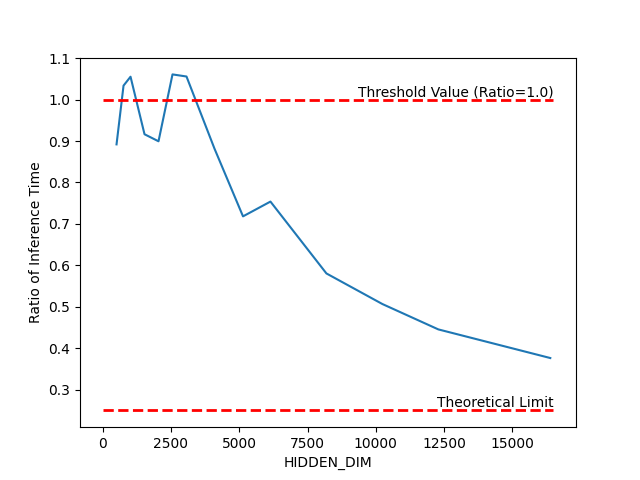 1.1
1.0
0.9
0.8
0.7
0.6
0.5
0.4
0.3
Ratio of Inference Time
Threshold Value (Ratio=1.0)
Theoretical Limit
0 2500 5000 7500 10000 12500 15000
HIDDEN_DIM